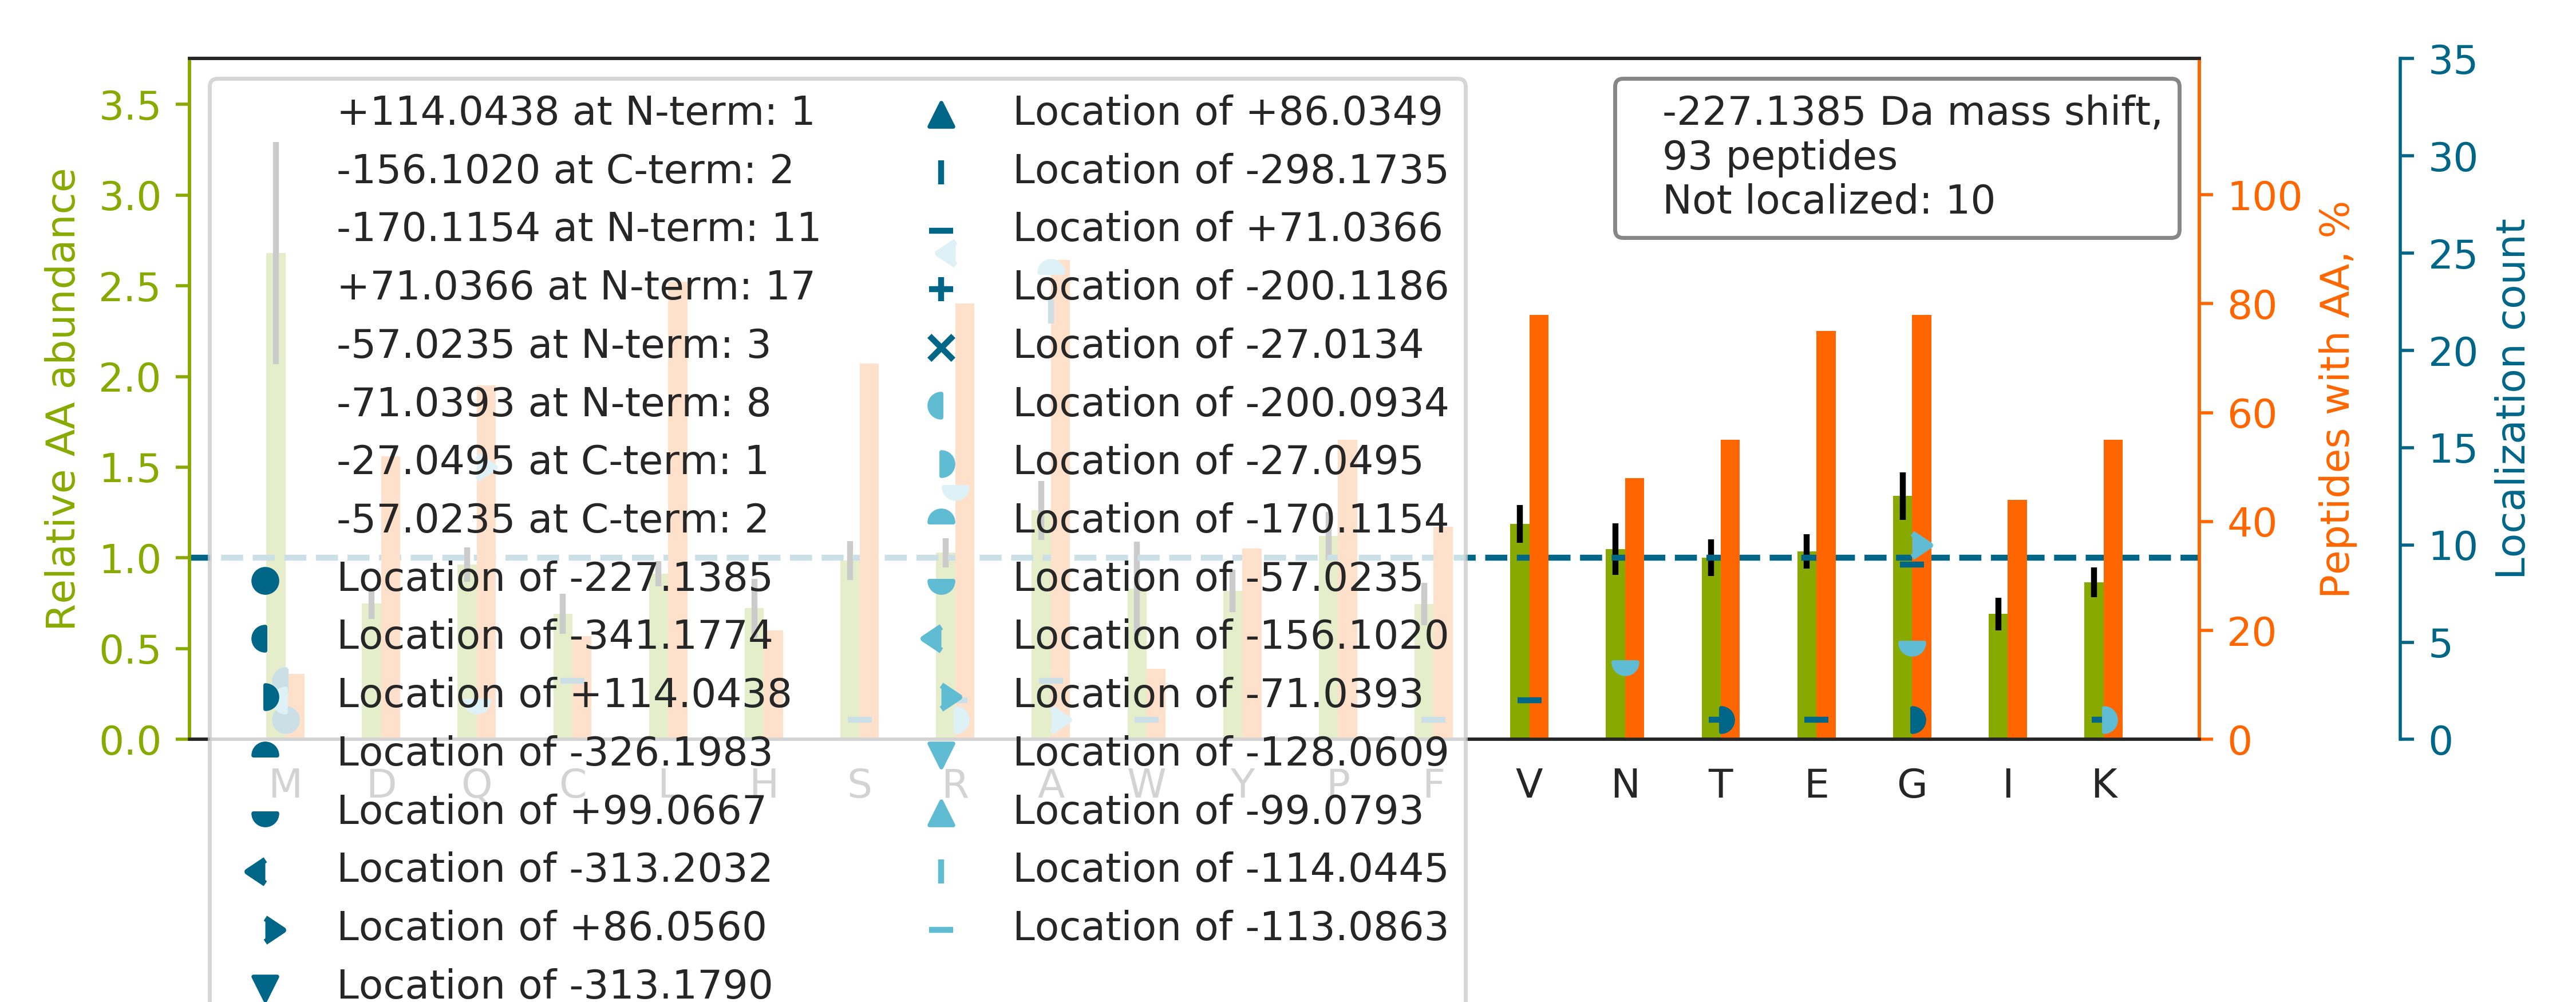 Relative AA abundance
3.5
3.0
2.5
2.0
1.5
1.0
0.5
0.0
+114.0438 at N-term: 1
-156.1020 at C-term: 2
-170.1154 at N-term: 11
+71.0366 at N-term: 17
-57.0235 at N-term: 3
-71.0393 at N-term: 8
-27.0495 at C-term: 1
-57.0235 at C-term: 2
Location of -227.1385
Location of -341.1774
Location of +114.0438
Location of -326.1983
Location of +99.0667
Location of -313.2032
Location of +86.0560
Location of -313.1790
Location of +86.0349
Location of -298.1735
Location of +71.0366
Location of -200.1186
Location of -27.0134
Location of -200.0934
Location of -27.0495
Location of -170.1154
Location of -57.0235
Location of -156.1020
Location of -71.0393
Location of -128.0609
Location of -99.0793
Location of -114.0445
Location of -113.0863
-227.1385 Da mass shift,
93 peptides
Not localized: 10
M D Q C L H S R A W Y P F V N T E G I K
100
80
60
40
20
0
Peptides with AA, %
35
30
25
20
15
10
5
0
Localization count